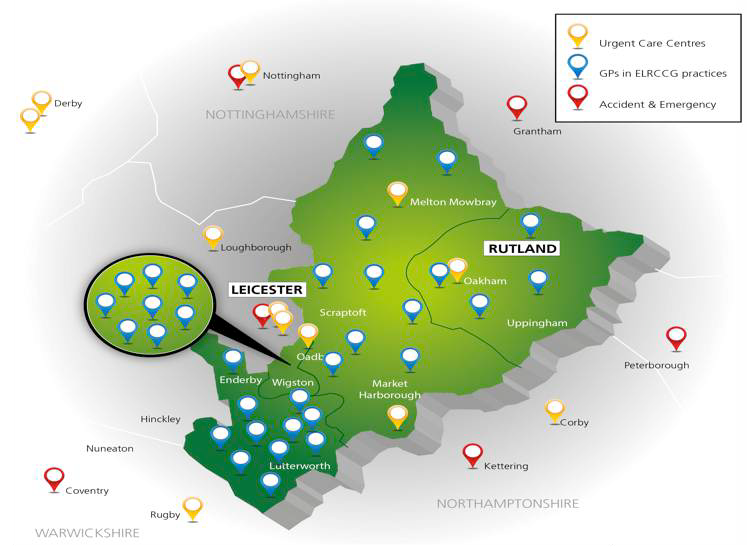 Urgent Care Centres
GPs in ELRCCG practices
Accident & Emergency
Nottingham
Derby
NOTTINGHAMSHIRE
Grantham
Melton Mowbray
Loughborough
RUTLAND
LEICESTER
Oakham
Scraptoft
Uppingham
Oadb
Peterborough
Enderby
Wigston
Market
Harborough
Hinckley
Corby
Nuneaton
Lutterworth
Kettering
Coventry
NORTHAMPTONSHIRE
Rugby
WARWICKSHIRE